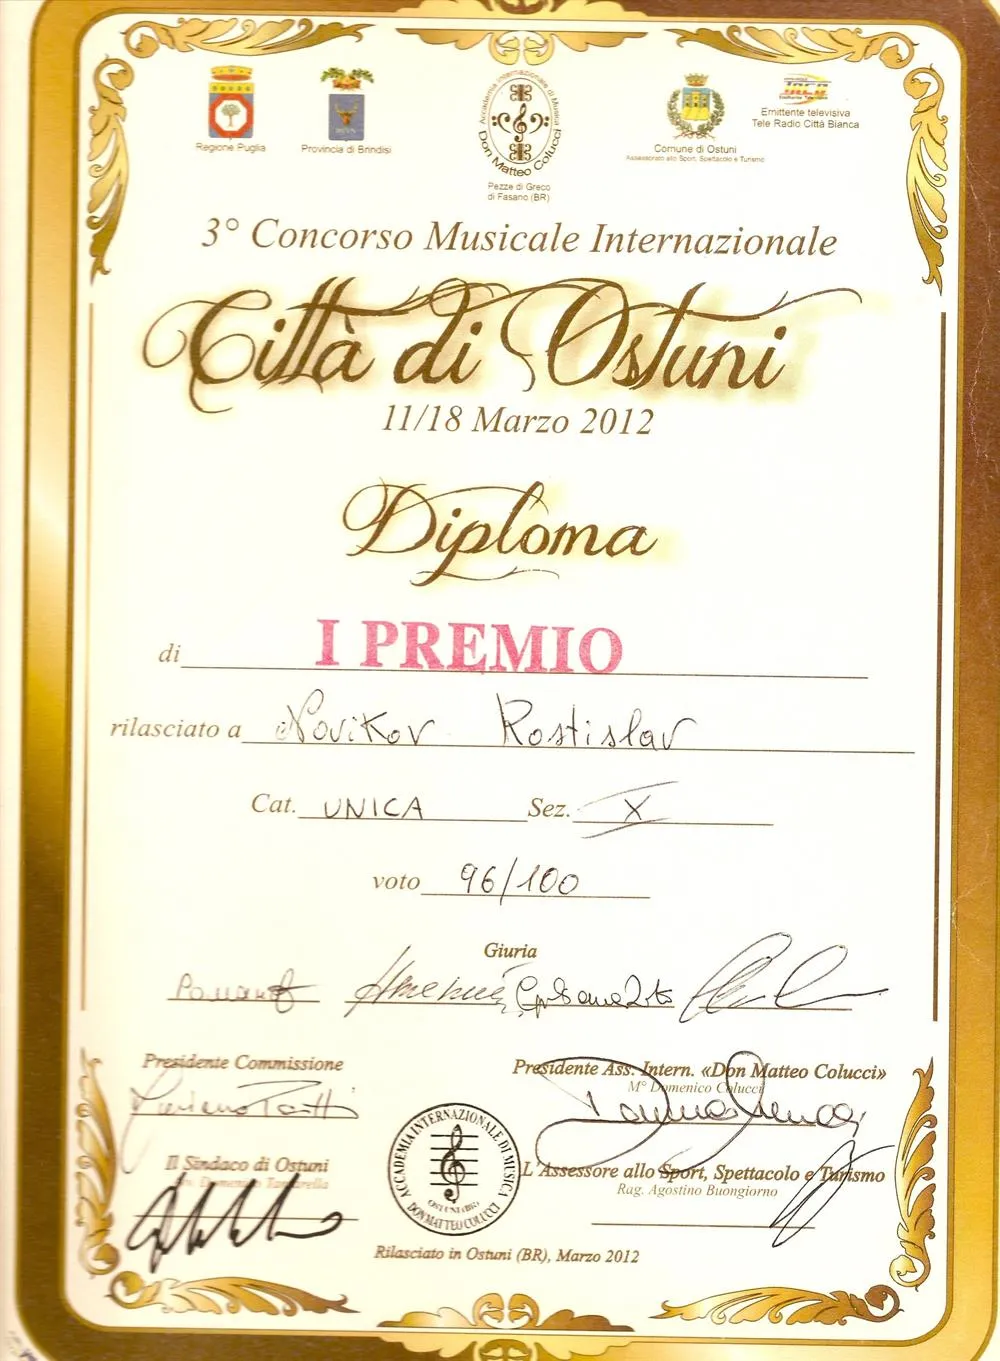 Regione Puglia
Provincia di Brindisi
Accademia Internazionale di Musica
Don Matteo Colucci
Pezze di Greco
di Fasano (BR)
Comune di Ostuni
Assessorato allo Sport, Spettacolo e Turismo
Emittente televisiva
Tele Radio Città Bianca
3° Concorso Musicale Internazionale
Città di Ostuni
11/18 Marzo 2012
Diploma
di I PREMIO
rilasciato a Novikov Rostislav
Cat. UNICA Sez. X
voto 96/100
Giuria
Presidente Commissione
Presidente Ass. Intern. «Don Matteo Colucci»
M° Domenico Colucci
Il Sindaco di Ostuni
Domenico Tanzarella
L'Assessore allo Sport, Spettacolo e Turismo
Rag. Agostino Buongiorno
ACCADEMIA INTERNAZIONALE DI MUSICA
OSTUNI (BR)
DON MATTEO COLUCCI
Rilasciato in Ostuni (BR), Marzo 2012